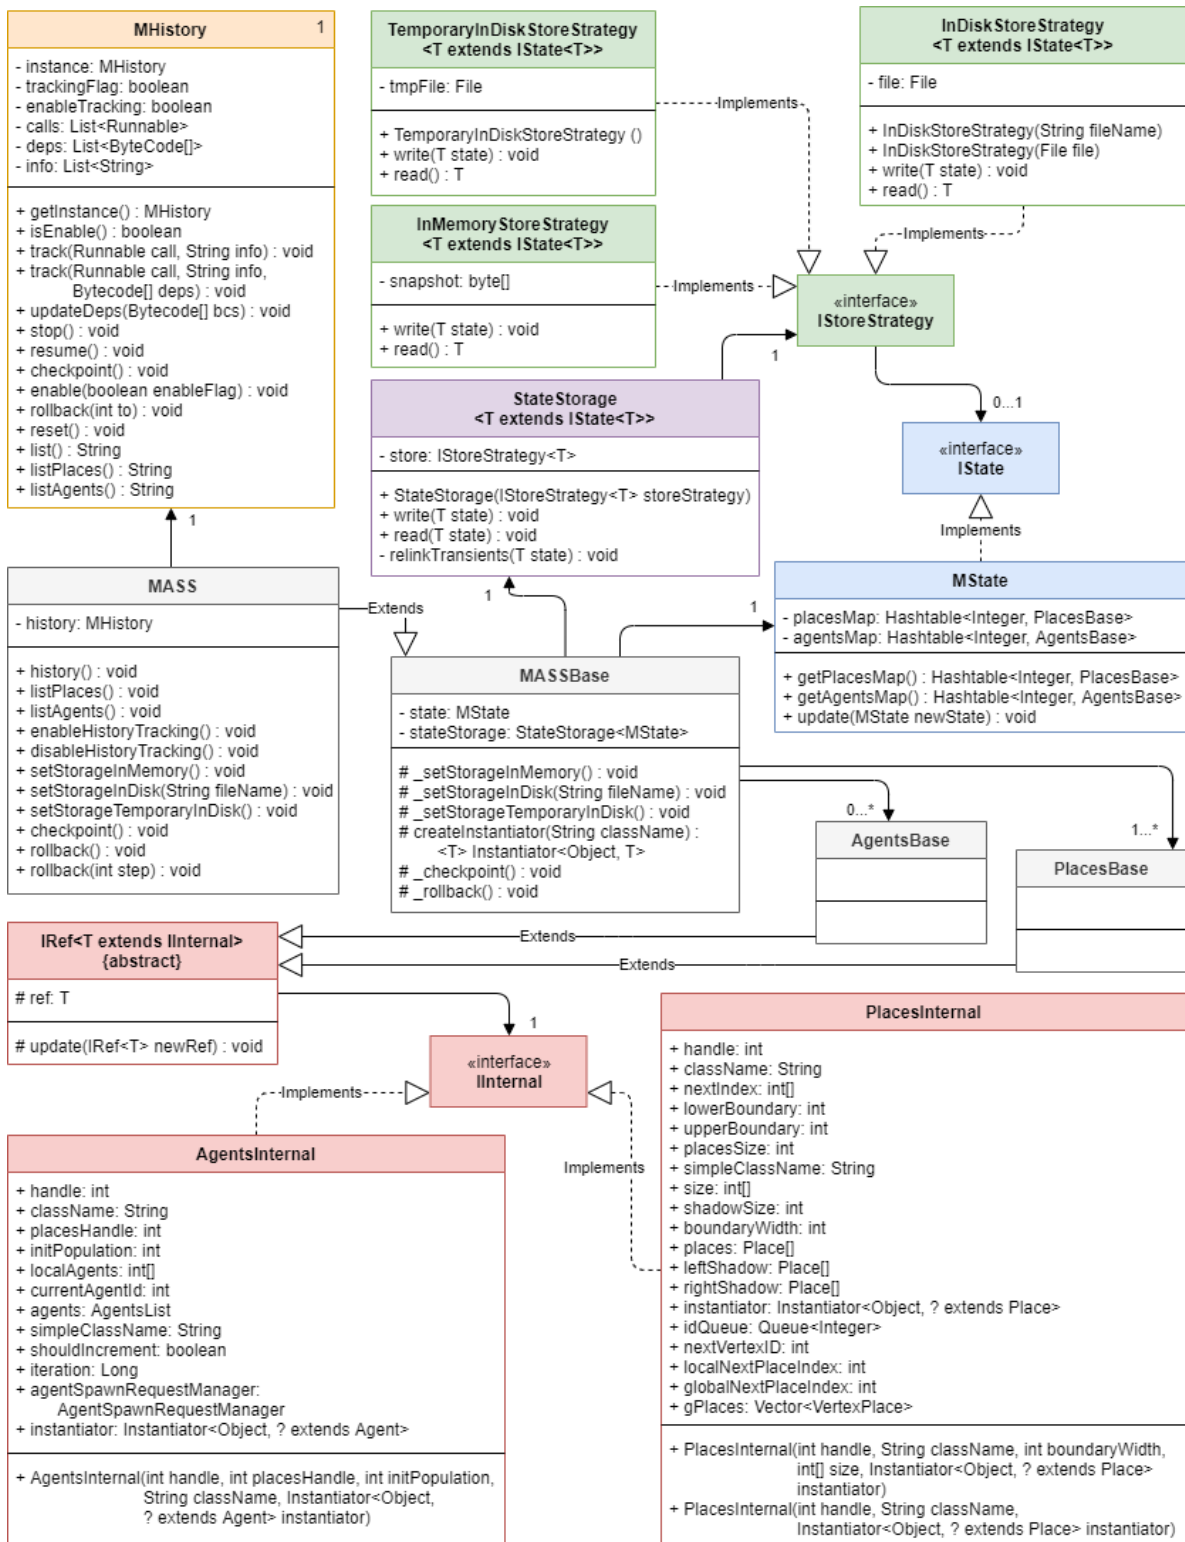 MHistory
1
- instance: MHistory
- trackingFlag: boolean
- enableTracking: boolean
- calls: List<Runnable>
- deps: List<ByteCode[]>
- info: List<String>
+ getInstance() : MHistory
+ isEnable() : boolean
+ track(Runnable call, String info) : void
+ track(Runnable call, String info,
Bytecode[] deps) : void
+ updateDeps(Bytecode[] bcs) : void
+ stop() : void
+ resume() : void
+ checkpoint() : void
+ enable(boolean enableFlag) : void
+ rollback(int to) : void
+ reset() : void
+ list() : String
+ listPlaces() : String
+ listAgents() : String
TemporaryInDiskStoreStrategy
<T extends IState<T>>
- tmpFile: File
+ TemporaryInDiskStoreStrategy ()
+ write(T state) : void
+ read() : T
Implements
InDiskStoreStrategy
<T extends IState<T>>
- file: File
+ InDiskStoreStrategy(String fileName)
+ InDiskStoreStrategy(File file)
+ write(T state) : void
+ read() : T
Implements
InMemoryStoreStrategy
<T extends IState<T>>
- snapshot: byte[]
+ write(T state) : void
+ read() : T
Implements
«interface»
IStoreStrategy
1
0...1
StateStorage
<T extends IState<T>>
- store: IStoreStrategy<T>
+ StateStorage(IStoreStrategy<T> storeStrategy)
+ write(T state) : void
+ read(T state) : void
- relinkTransients(T state) : void
«interface»
IState
Implements
1
MASS
- history: MHistory
+ history() : void
+ listPlaces() : void
+ listAgents() : void
+ enableHistoryTracking() : void
+ disableHistoryTracking() : void
+ setStorageInMemory() : void
+ setStorageInDisk(String fileName) : void
+ setStorageTemporaryInDisk() : void
+ checkpoint() : void
+ rollback() : void
+ rollback(int step) : void
Extends
1
1
MState
- placesMap: Hashtable<Integer, PlacesBase>
- agentsMap: Hashtable<Integer, AgentsBase>
+ getPlacesMap() : Hashtable<Integer, PlacesBase>
+ getAgentsMap() : Hashtable<Integer, AgentsBase>
+ update(MState newState) : void
MASSBase
- state: MState
- stateStorage: StateStorage<MState>
# _setStorageInMemory() : void
# _setStorageInDisk(String fileName) : void
# _setStorageTemporaryInDisk() : void
# createInstantiator(String className) :
<T> Instantiator<Object, T>
# _checkpoint() : void
# _rollback() : void
0...*
1...*
AgentsBase
PlacesBase
IRef<T extends IInternal>
{abstract}
# ref: T
# update(IRef<T> newRef) : void
Extends
Extends
1
«interface»
IInternal
Implements
Implements
AgentsInternal
+ handle: int
+ className: String
+ placesHandle: int
+ initPopulation: int
+ localAgents: int[]
+ currentAgentId: int
+ agents: AgentsList
+ simpleClassName: String
+ shouldIncrement: boolean
+ iteration: Long
+ agentSpawnRequestManager:
AgentSpawnRequestManager
+ instantiator: Instantiator<Object, ? extends Agent>
+ AgentsInternal(int handle, int placesHandle, int initPopulation,
String className, Instantiator<Object,
? extends Agent> instantiator)
PlacesInternal
+ handle: int
+ className: String
+ nextIndex: int[]
+ lowerBoundary: int
+ upperBoundary: int
+ placesSize: int
+ simpleClassName: String
+ size: int[]
+ shadowSize: int
+ boundaryWidth: int
+ places: Place[]
+ leftShadow: Place[]
+ rightShadow: Place[]
+ instantiator: Instantiator<Object, ? extends Place>
+ idQueue: Queue<Integer>
+ nextVertexID: int
+ localNextPlaceIndex: int
+ globalNextPlaceIndex: int
+ gPlaces: Vector<VertexPlace>
+ PlacesInternal(int handle, String className, int boundaryWidth,
int[] size, Instantiator<Object, ? extends Place>
instantiator)
+ PlacesInternal(int handle, String className,
Instantiator<Object, ? extends Place> instantiator)